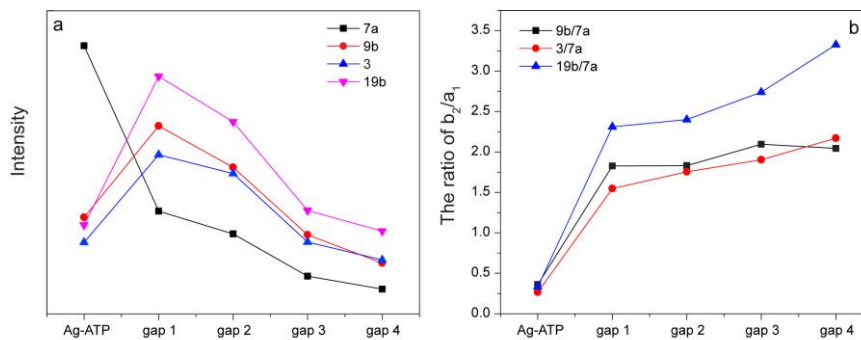 a
7a
9b
3
19b
Intensity
Ag-ATP gap 1 gap 2 gap 3 gap 4
b
9b/7a
3/7a
19b/7a
The ratio of b₂/a₁
3.5
3.0
2.5
2.0
1.5
1.0
0.5
0.0
Ag-ATP gap 1 gap 2 gap 3 gap 4